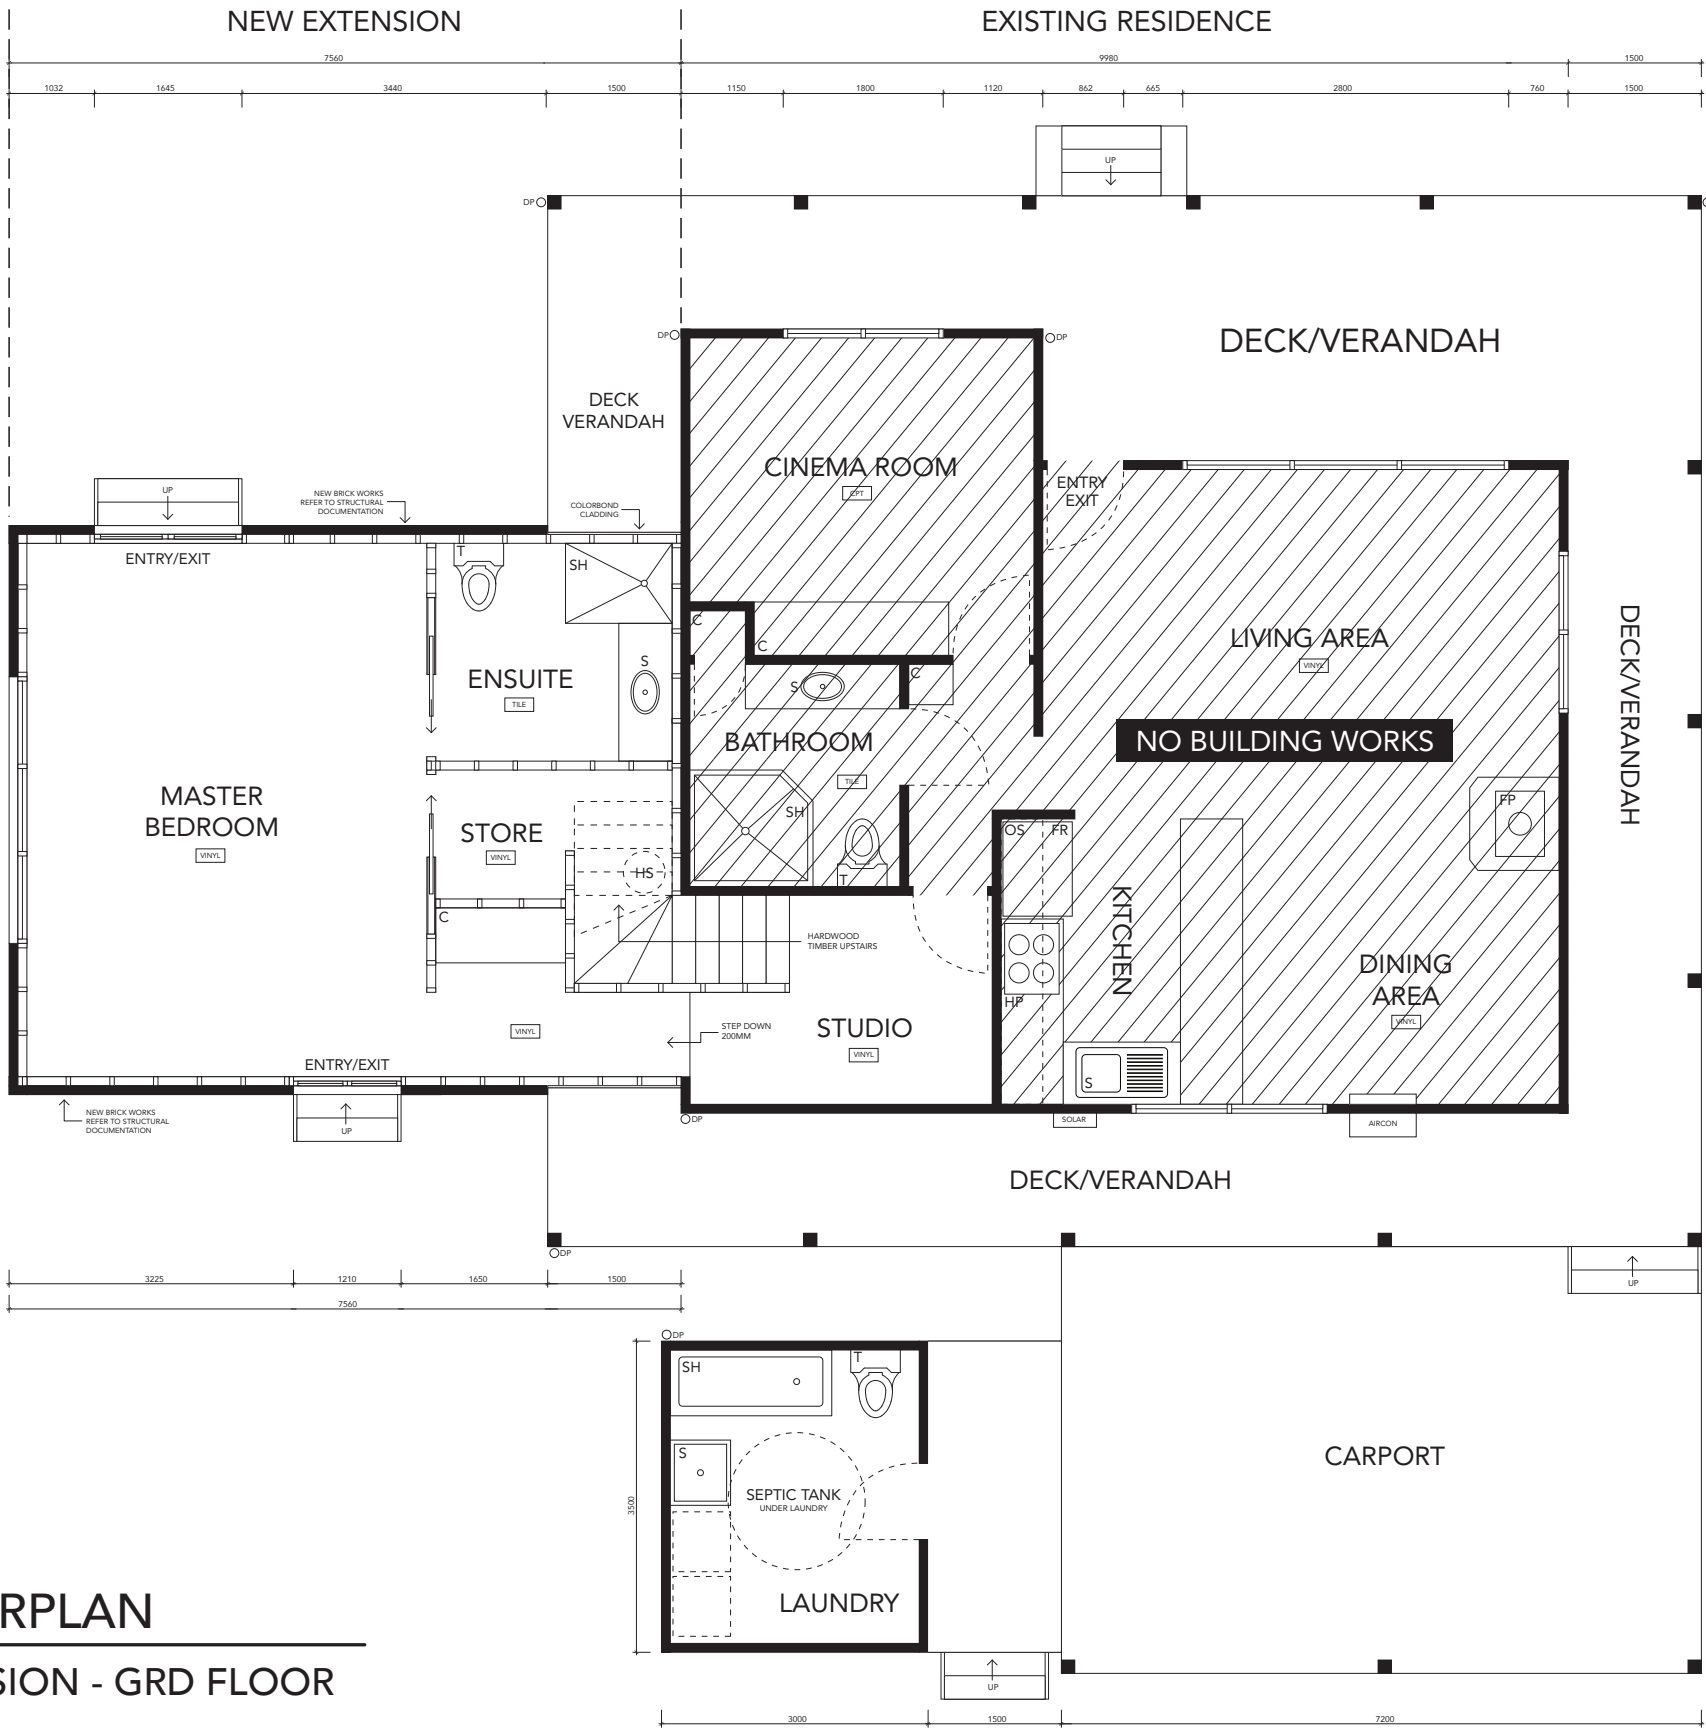 NEW EXTENSION
EXISTING RESIDENCE
7560
9980
1500
1032
1645
3440
1500
1150
1800
1120
862
665
2800
760
1500
UP
DP
DP
DP
DECK/VERANDAH
DECK
VERANDAH
CINEMA ROOM
CPT
ENTRY
EXIT
UP
NEW BRICK WORKS
REFER TO STRUCTURAL
DOCUMENTATION
COLORBOND
CLADDING
ENTRY/EXIT
T
SH
C
C
C
LIVING AREA
VINYL
DECK/VERANDAH
ENSUITE
TILE
S
S
BATHROOM
TILE
NO BUILDING WORKS
MASTER
BEDROOM
VINYL
STORE
VINYL
HS
SH
T
OS
FR
FP
C
KITCHEN
HARDWOOD
TIMBER UPSTAIRS
DINING
AREA
VINYL
HP
VINYL
STEP DOWN
200MM
STUDIO
VINYL
S
ENTRY/EXIT
NEW BRICK WORKS
REFER TO STRUCTURAL
DOCUMENTATION
UP
DP
SOLAR
AIRCON
DECK/VERANDAH
DP
UP
3225
1210
1650
1500
7560
DP
SH
T
S
3500
SEPTIC TANK
UNDER LAUNDRY
CARPORT
LAUNDRY
UP
RPLAN
SION - GRD FLOOR
3000
1500
7200